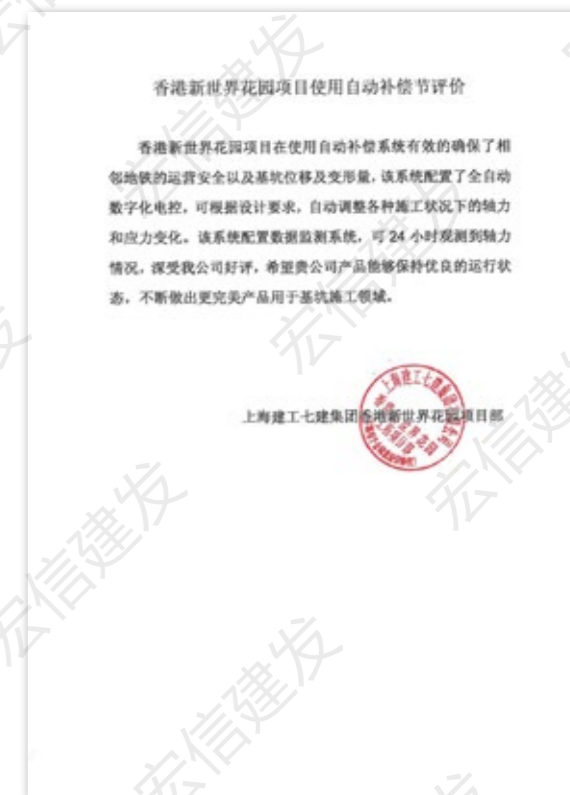 香港新世界花园项目使用自动补偿节评价
香港新世界花园项目在使用自动补偿系统有效的确保了相
邻地铁的运营安全以及基坑位移及变形量，该系统配置了全自动
数字化电控，可根据设计要求，自动调整各种施工状况下的轴力
和应力变化。该系统配置数据监测系统，可 24 小时观测到轴力
情况，深受我公司好评，希望贵公司产品能够保持优良的运行状
态，不断做出更完美产品用于基坑施工领域。
上海建工七建集团香港新世界花园项目部
宏信建发
宏信建发
宏信建发
宏信建发